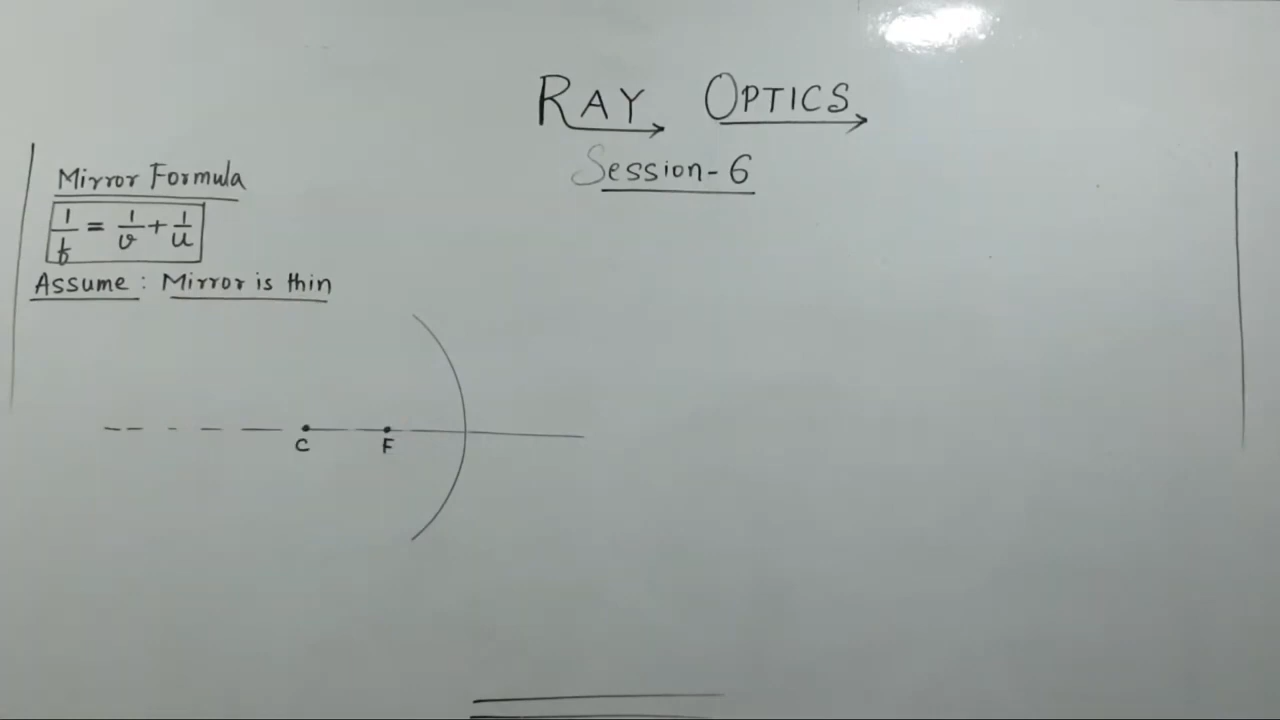 RAY OPTICS
Session-6
Mirror Formula
1/f = 1/v + 1/u
Assume : Mirror is thin
C F